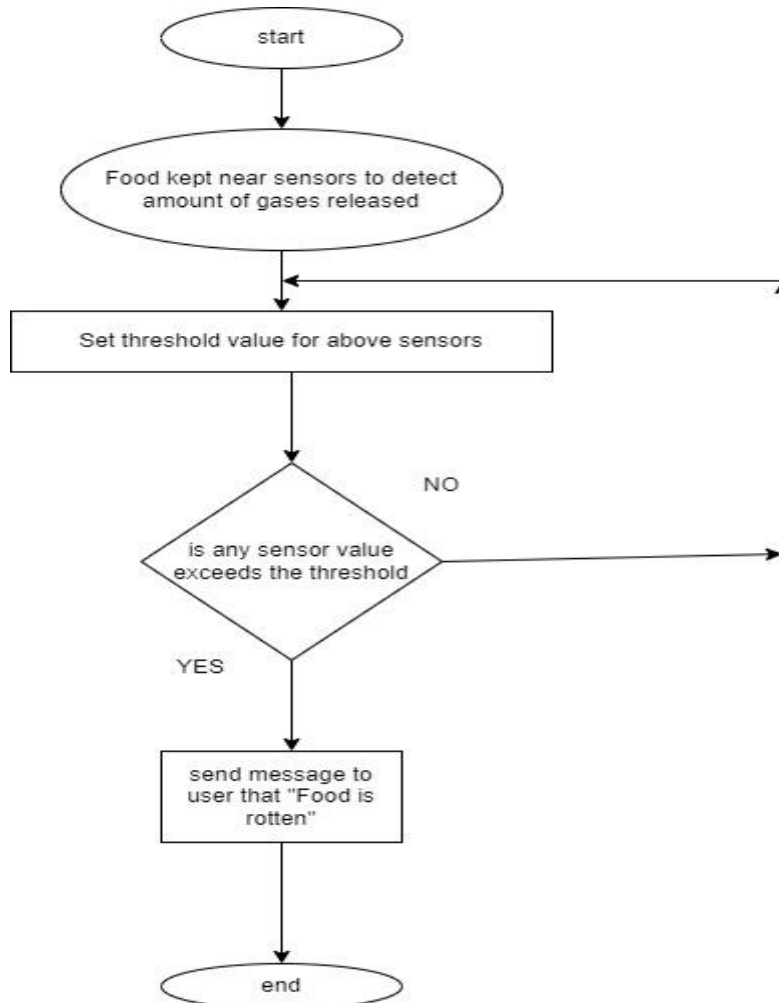 start
Food kept near sensors to detect
amount of gases released
Set threshold value for above sensors
NO
is any sensor value
exceeds the threshold
YES
send message to
user that "Food is
rotten"
end